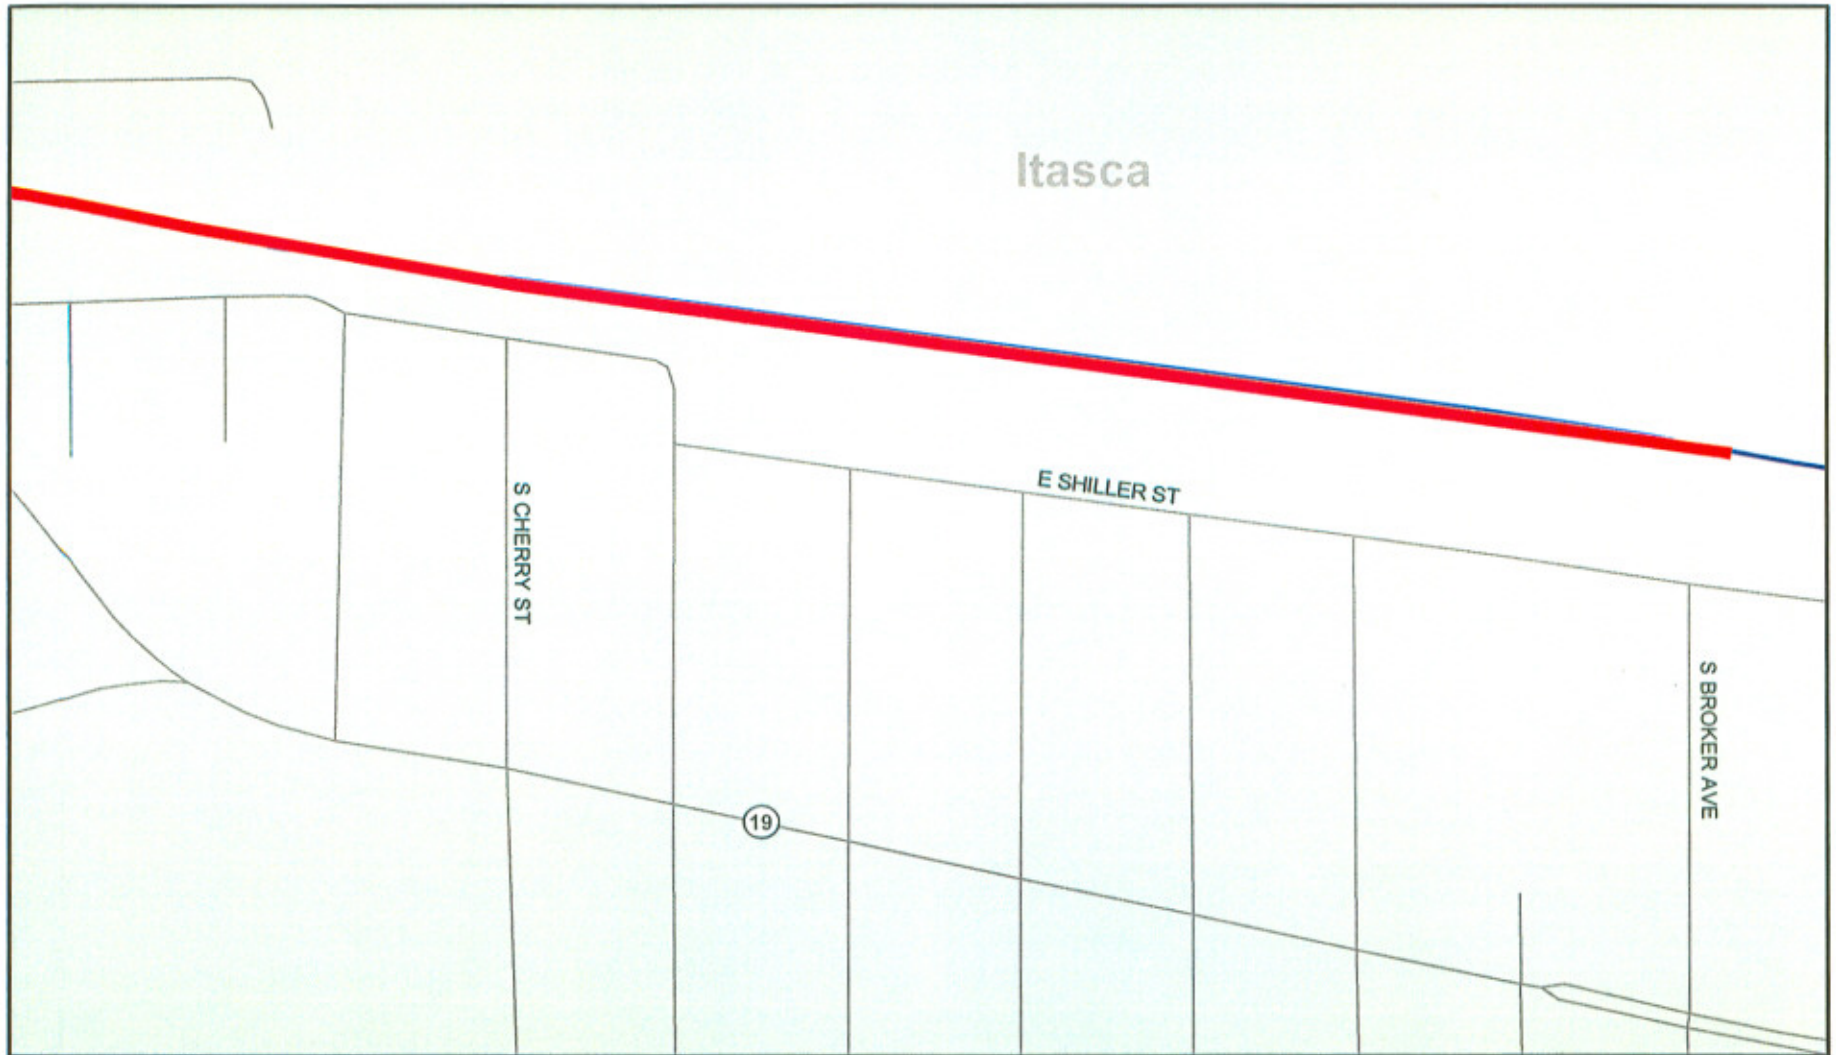 Itasca
E SHILLER ST
S CHERRY ST
S BROKER AVE
19